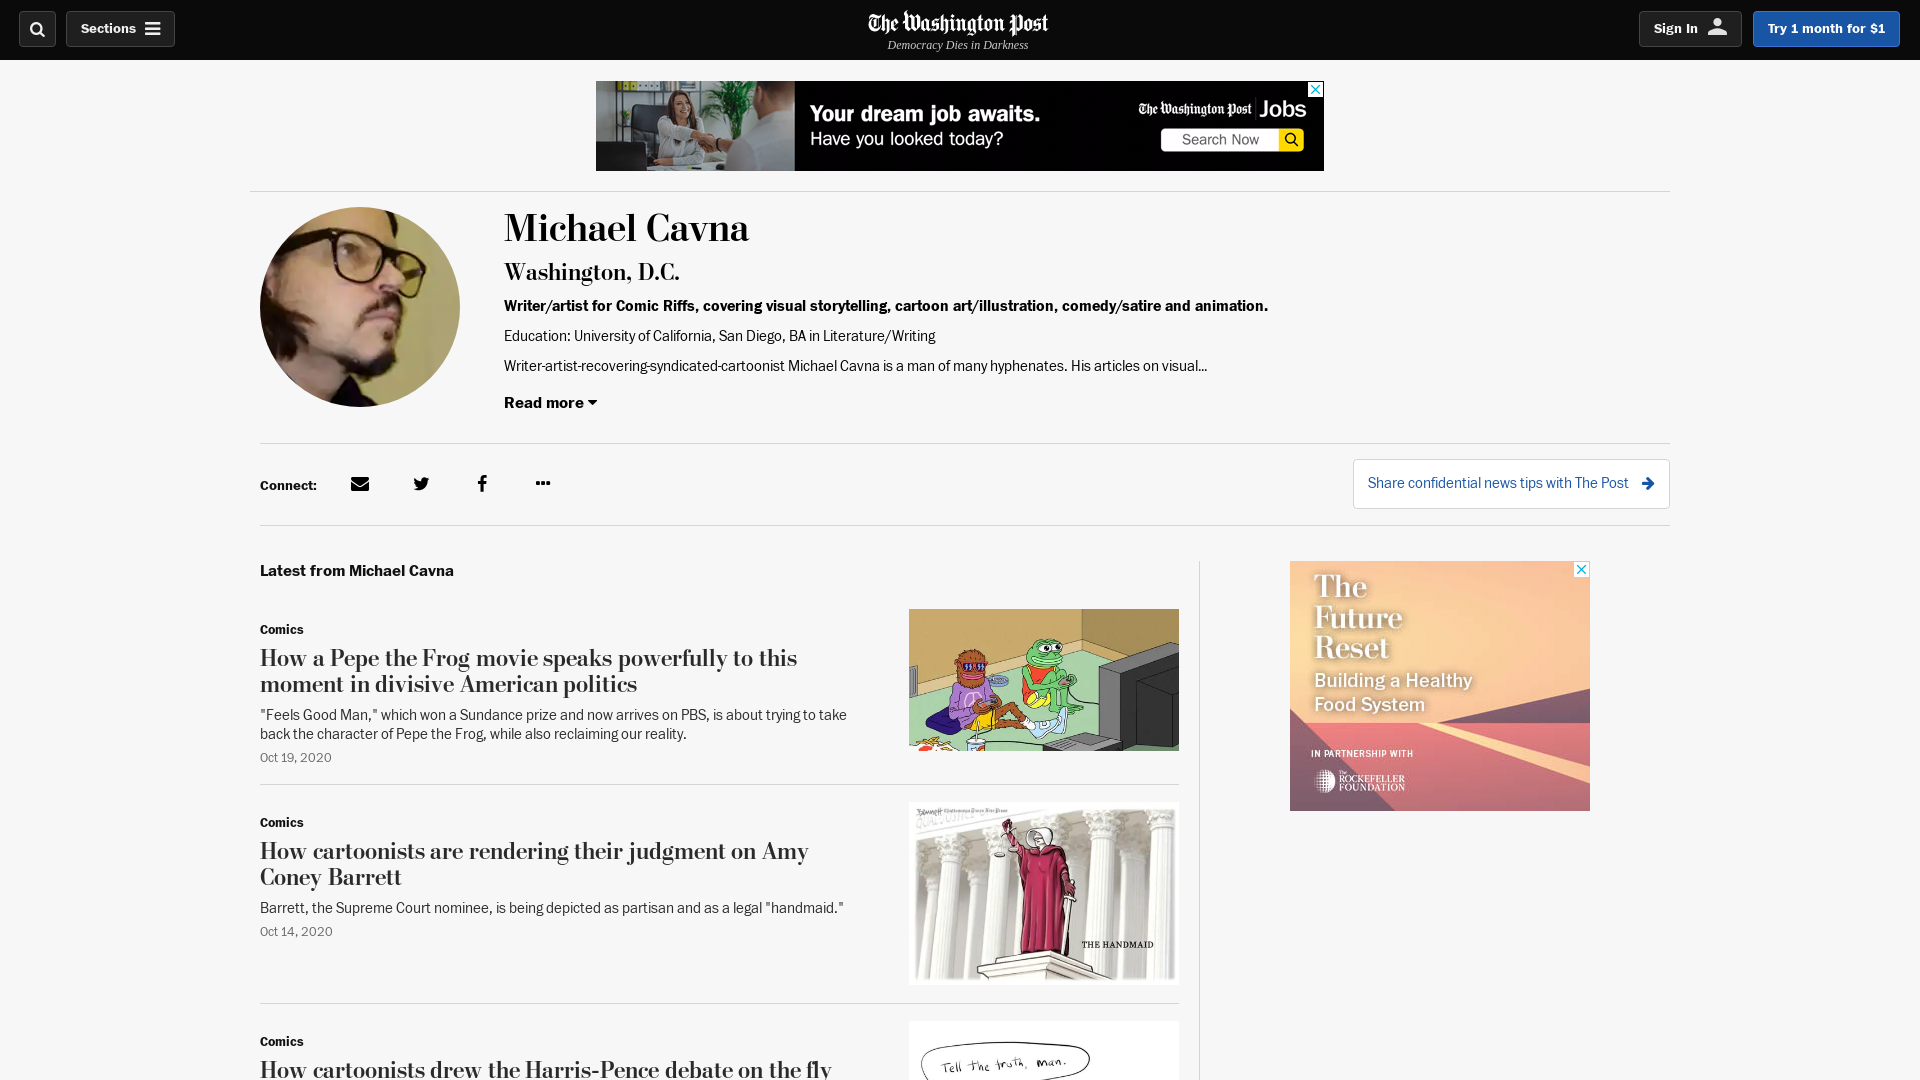 Sections
The Washington Post
Democracy Dies in Darkness
Sign In
Try 1 month for $1
Your dream job awaits.
Have you looked today?
The Washington Post Jobs
Search Now
Michael Cavna
Washington, D.C.
Writer/artist for Comic Riffs, covering visual storytelling, cartoon art/illustration, comedy/satire and animation.
Education: University of California, San Diego, BA in Literature/Writing
Writer-artist-recovering-syndicated-cartoonist Michael Cavna is a man of many hyphenates. His articles on visual...
Read more
Connect:
Share confidential news tips with The Post
Latest from Michael Cavna
Comics
How a Pepe the Frog movie speaks powerfully to this
moment in divisive American politics
"Feels Good Man," which won a Sundance prize and now arrives on PBS, is about trying to take
back the character of Pepe the Frog, while also reclaiming our reality.
Oct 19, 2020
The
Future
Reset
Building a Healthy
Food System
IN PARTNERSHIP WITH
The
ROCKEFELLER
FOUNDATION
Comics
How cartoonists are rendering their judgment on Amy
Coney Barrett
Barrett, the Supreme Court nominee, is being depicted as partisan and as a legal "handmaid."
Oct 14, 2020
THE HANDMAID
Comics
How cartoonists drew the Harris-Pence debate on the fly
Tell the truth, man.